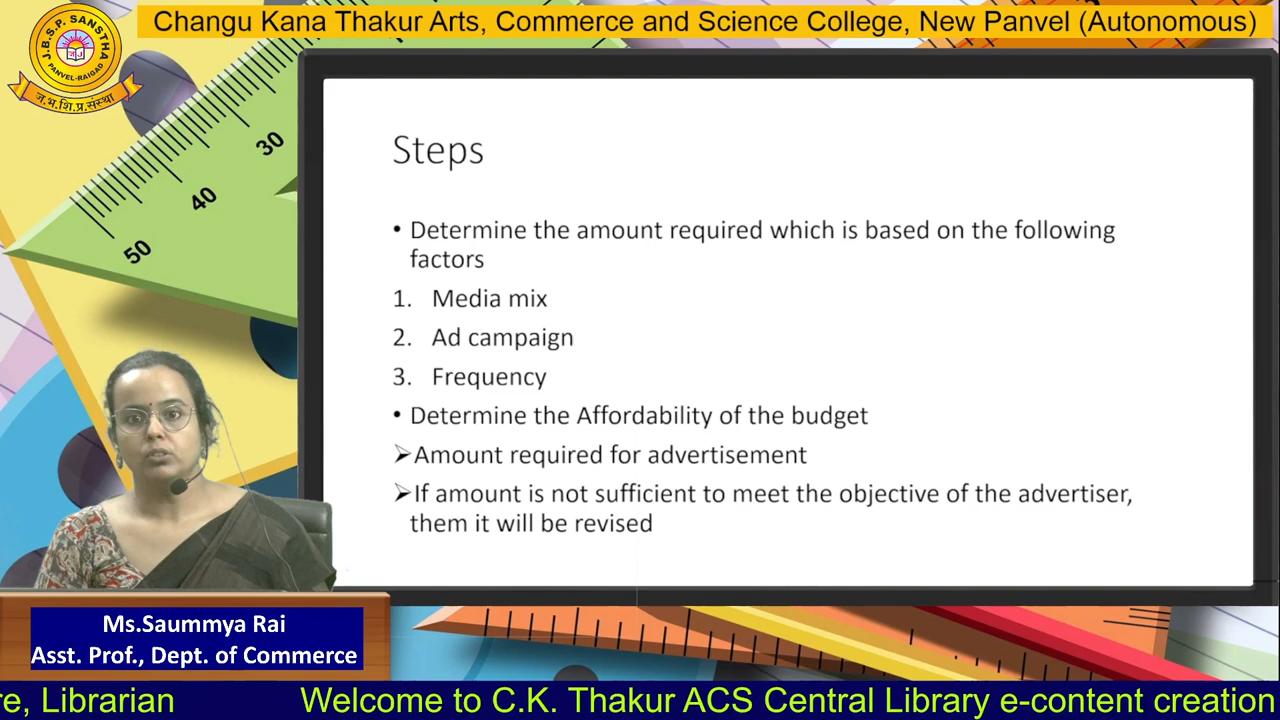 Changu Kana Thakur Arts, Commerce and Science College, New Panvel (Autonomous)
J.B.S.P. SANSTHA
PANVEL-RAIGAD
ज.भ.शि.प्र.संस्था
30
40
50
Steps
• Determine the amount required which is based on the following
factors
1. Media mix
2. Ad campaign
3. Frequency
• Determine the Affordability of the budget
➢Amount required for advertisement
➢If amount is not sufficient to meet the objective of the advertiser,
them it will be revised
Ms.Saummya Rai
Asst. Prof., Dept. of Commerce
re, Librarian Welcome to C.K. Thakur ACS Central Library e-content creation